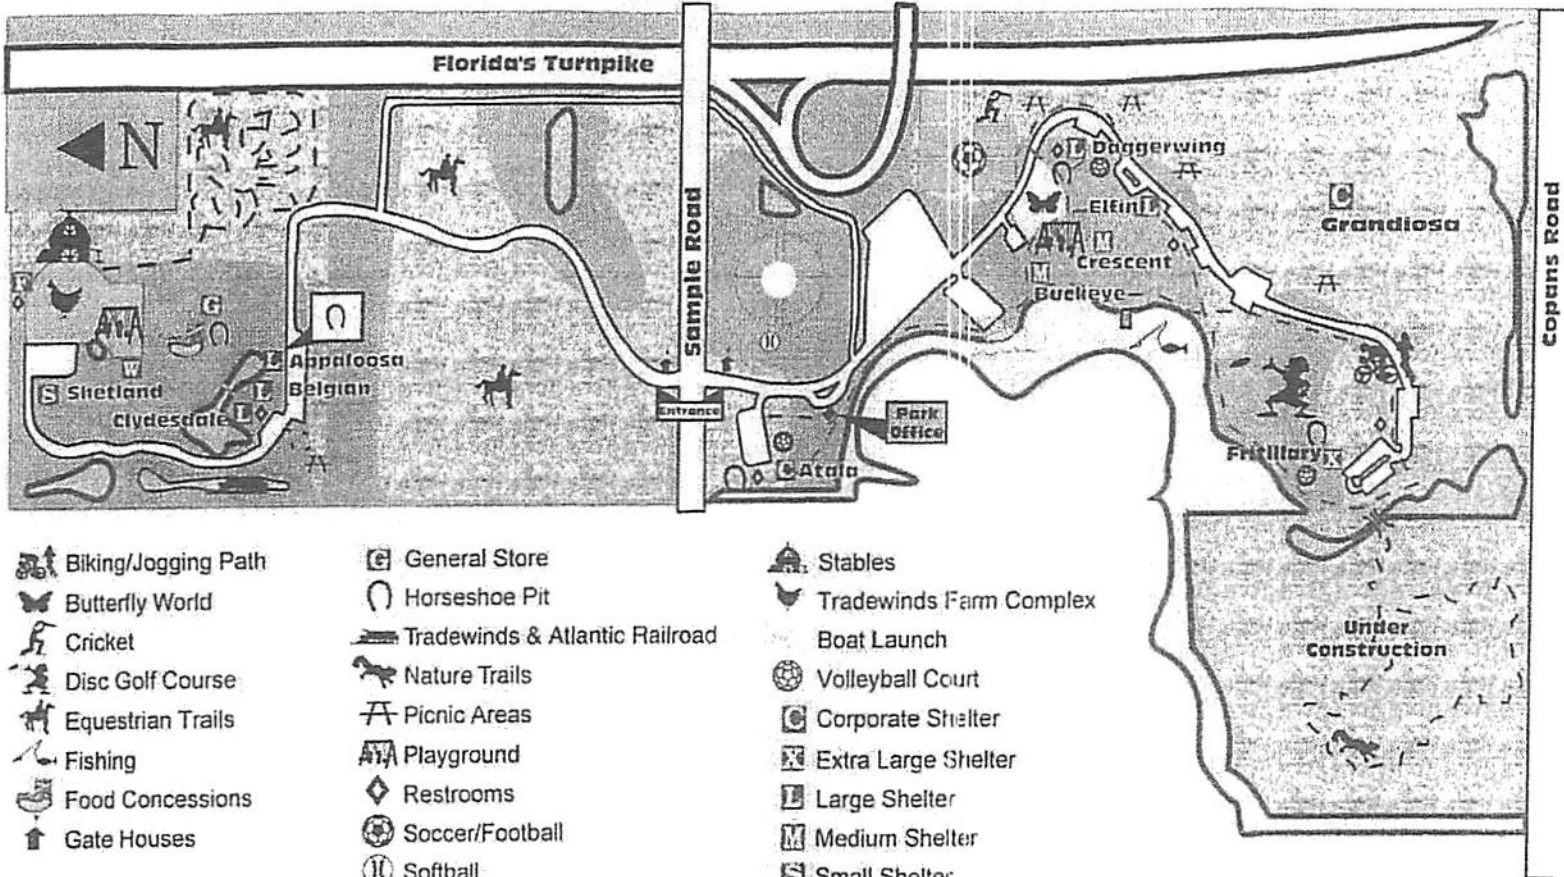 Florida's Turnpike
N
Sample Road
Copans Road
Daggerwing
Elfin L
C
Grandiosa
M
Crescent
M
Buckeye
F
G
Appaloosa
L Belgian
W
S Shetland
Clydesdale L
Entrance
Park
Office
Atala
Fritillary
Under
Construction
Biking/Jogging Path
Butterfly World
Cricket
Disc Golf Course
Equestrian Trails
Fishing
Food Concessions
Gate Houses
G General Store
Horseshoe Pit
Tradewinds & Atlantic Railroad
Nature Trails
Picnic Areas
Playground
Restrooms
Soccer/Football
Softball
Stables
Tradewinds Farm Complex
Boat Launch
Volleyball Court
C Corporate Shelter
X Extra Large Shelter
L Large Shelter
M Medium Shelter
S Small Shelter